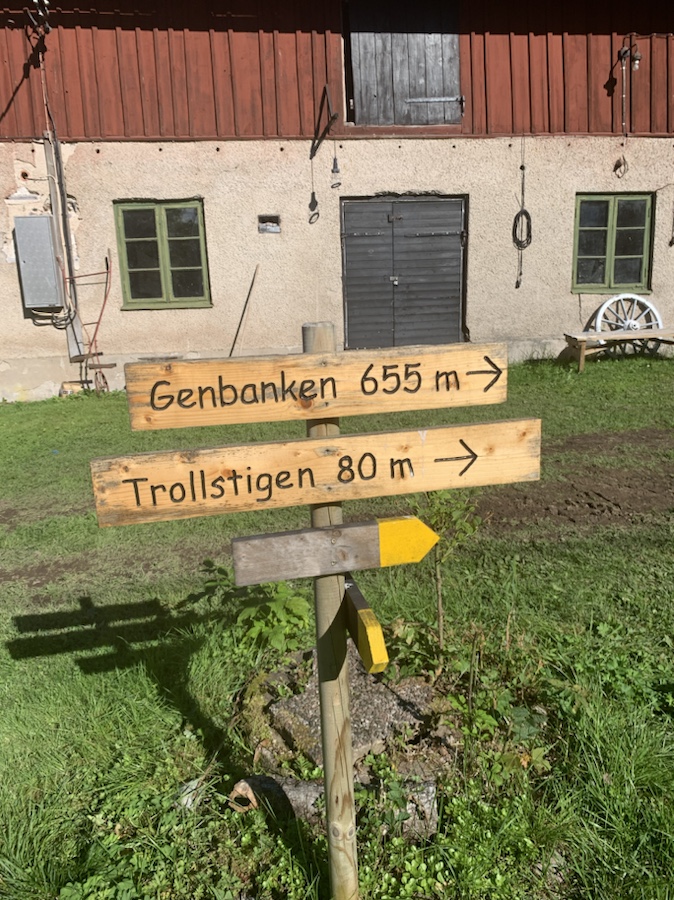 Genbanken 655 m →
Trollstigen 80 m →